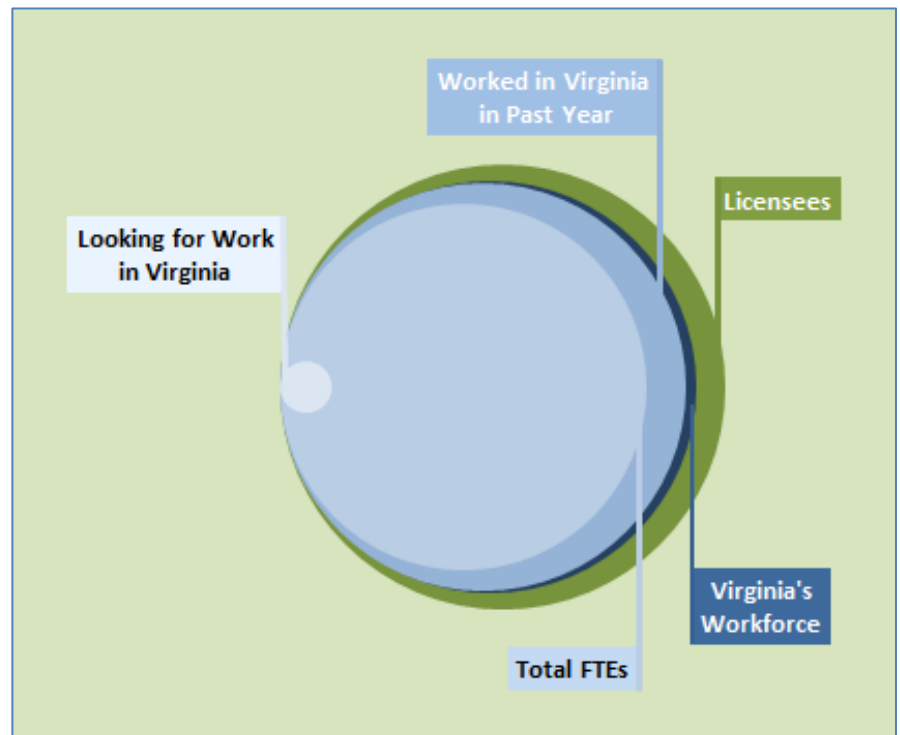 Worked in Virginia
in Past Year
Licensees
Looking for Work
in Virginia
Virginia's
Workforce
Total FTEs